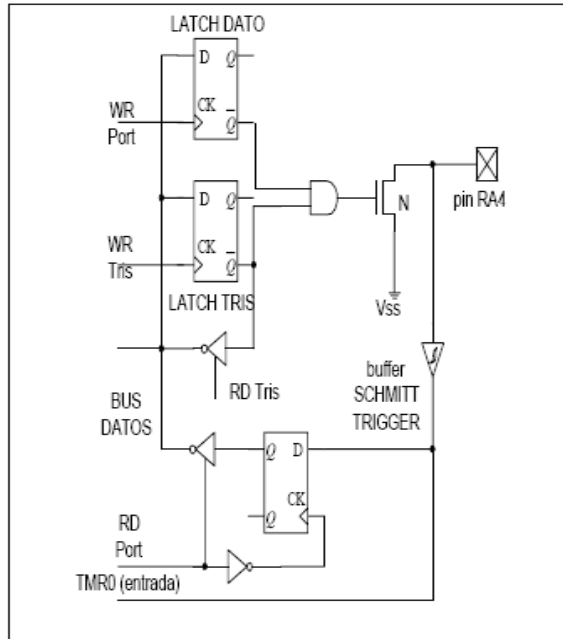 LATCH DATO
D Q
CK Q̅
WR
Port
D Q
CK Q̅
WR
Tris
LATCH TRIS
N
pin RA4
Vss
RD Tris
buffer
SCHMITT
TRIGGER
BUS
DATOS
Q D
CK
Q
RD
Port
TMR0 (entrada)